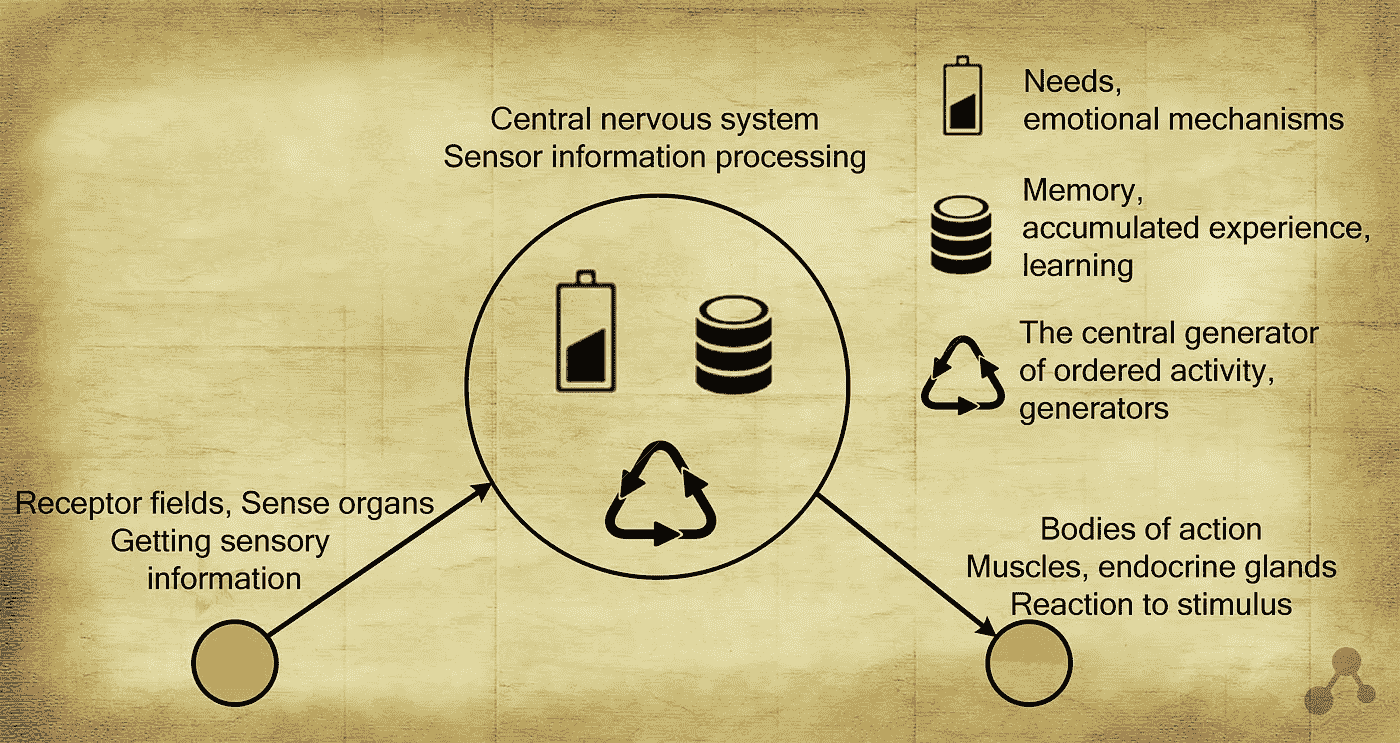 Central nervous system
Sensor information processing
Needs,
emotional mechanisms
Memory,
accumulated experience,
learning
The central generator
of ordered activity,
generators
Receptor fields, Sense organs
Getting sensory
information
Bodies of action
Muscles, endocrine glands
Reaction to stimulus